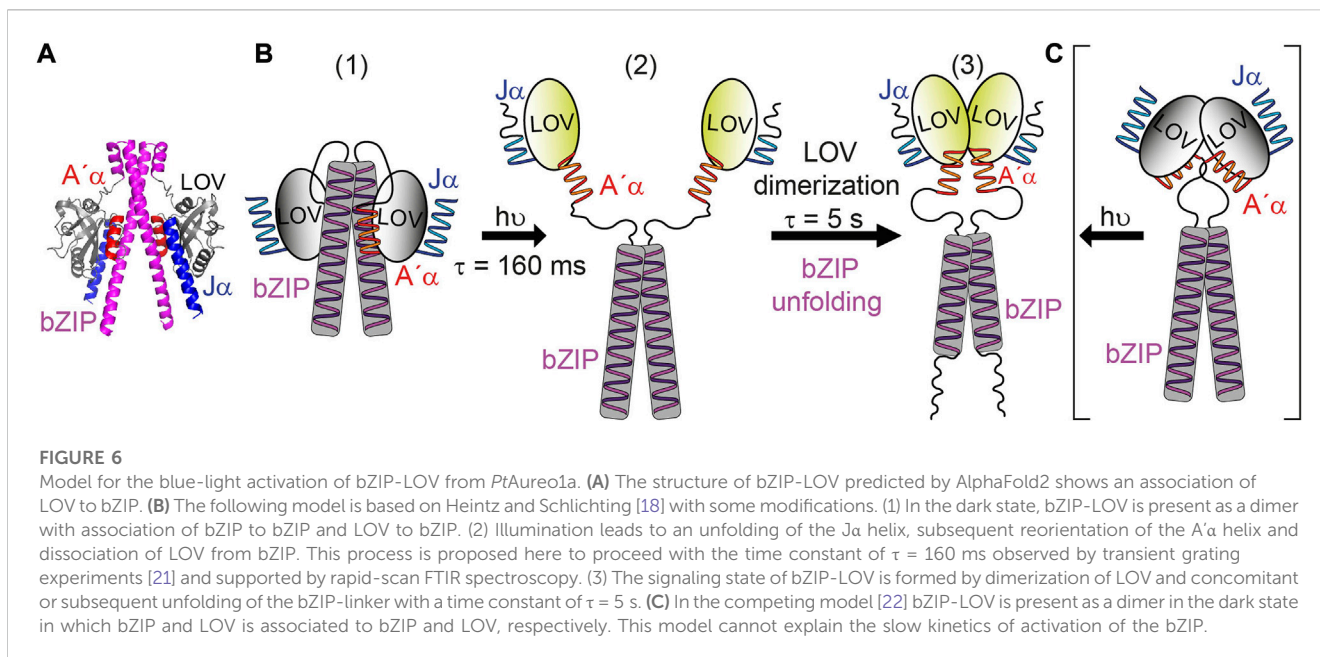 A
A´α
LOV
bZIP
Jα
B
(1)
Jα
LOV
LOV
bZIP
A´α
hυ
τ = 160 ms
(2)
Jα
LOV
LOV
A´α
bZIP
LOV
dimerization
τ = 5 s
bZIP
unfolding
(3)
Jα
LOV
LOV
A´α
bZIP
C
hυ
Jα
LOV
LOV
A´α
bZIP
FIGURE 6
Model for the blue-light activation of bZIP-LOV from PtAureo1a. (A) The structure of bZIP-LOV predicted by AlphaFold2 shows an association of
LOV to bZIP. (B) The following model is based on Heintz and Schlichting [18] with some modifications. (1) In the dark state, bZIP-LOV is present as a dimer
with association of bZIP to bZIP and LOV to bZIP. (2) Illumination leads to an unfolding of the Jα helix, subsequent reorientation of the A´α helix and
dissociation of LOV from bZIP. This process is proposed here to proceed with the time constant of τ = 160 ms observed by transient grating
experiments [21] and supported by rapid-scan FTIR spectroscopy. (3) The signaling state of bZIP-LOV is formed by dimerization of LOV and concomitant
or subsequent unfolding of the bZIP-linker with a time constant of τ = 5 s. (C) In the competing model [22] bZIP-LOV is present as a dimer in the dark state
in which bZIP and LOV is associated to bZIP and LOV, respectively. This model cannot explain the slow kinetics of activation of the bZIP.